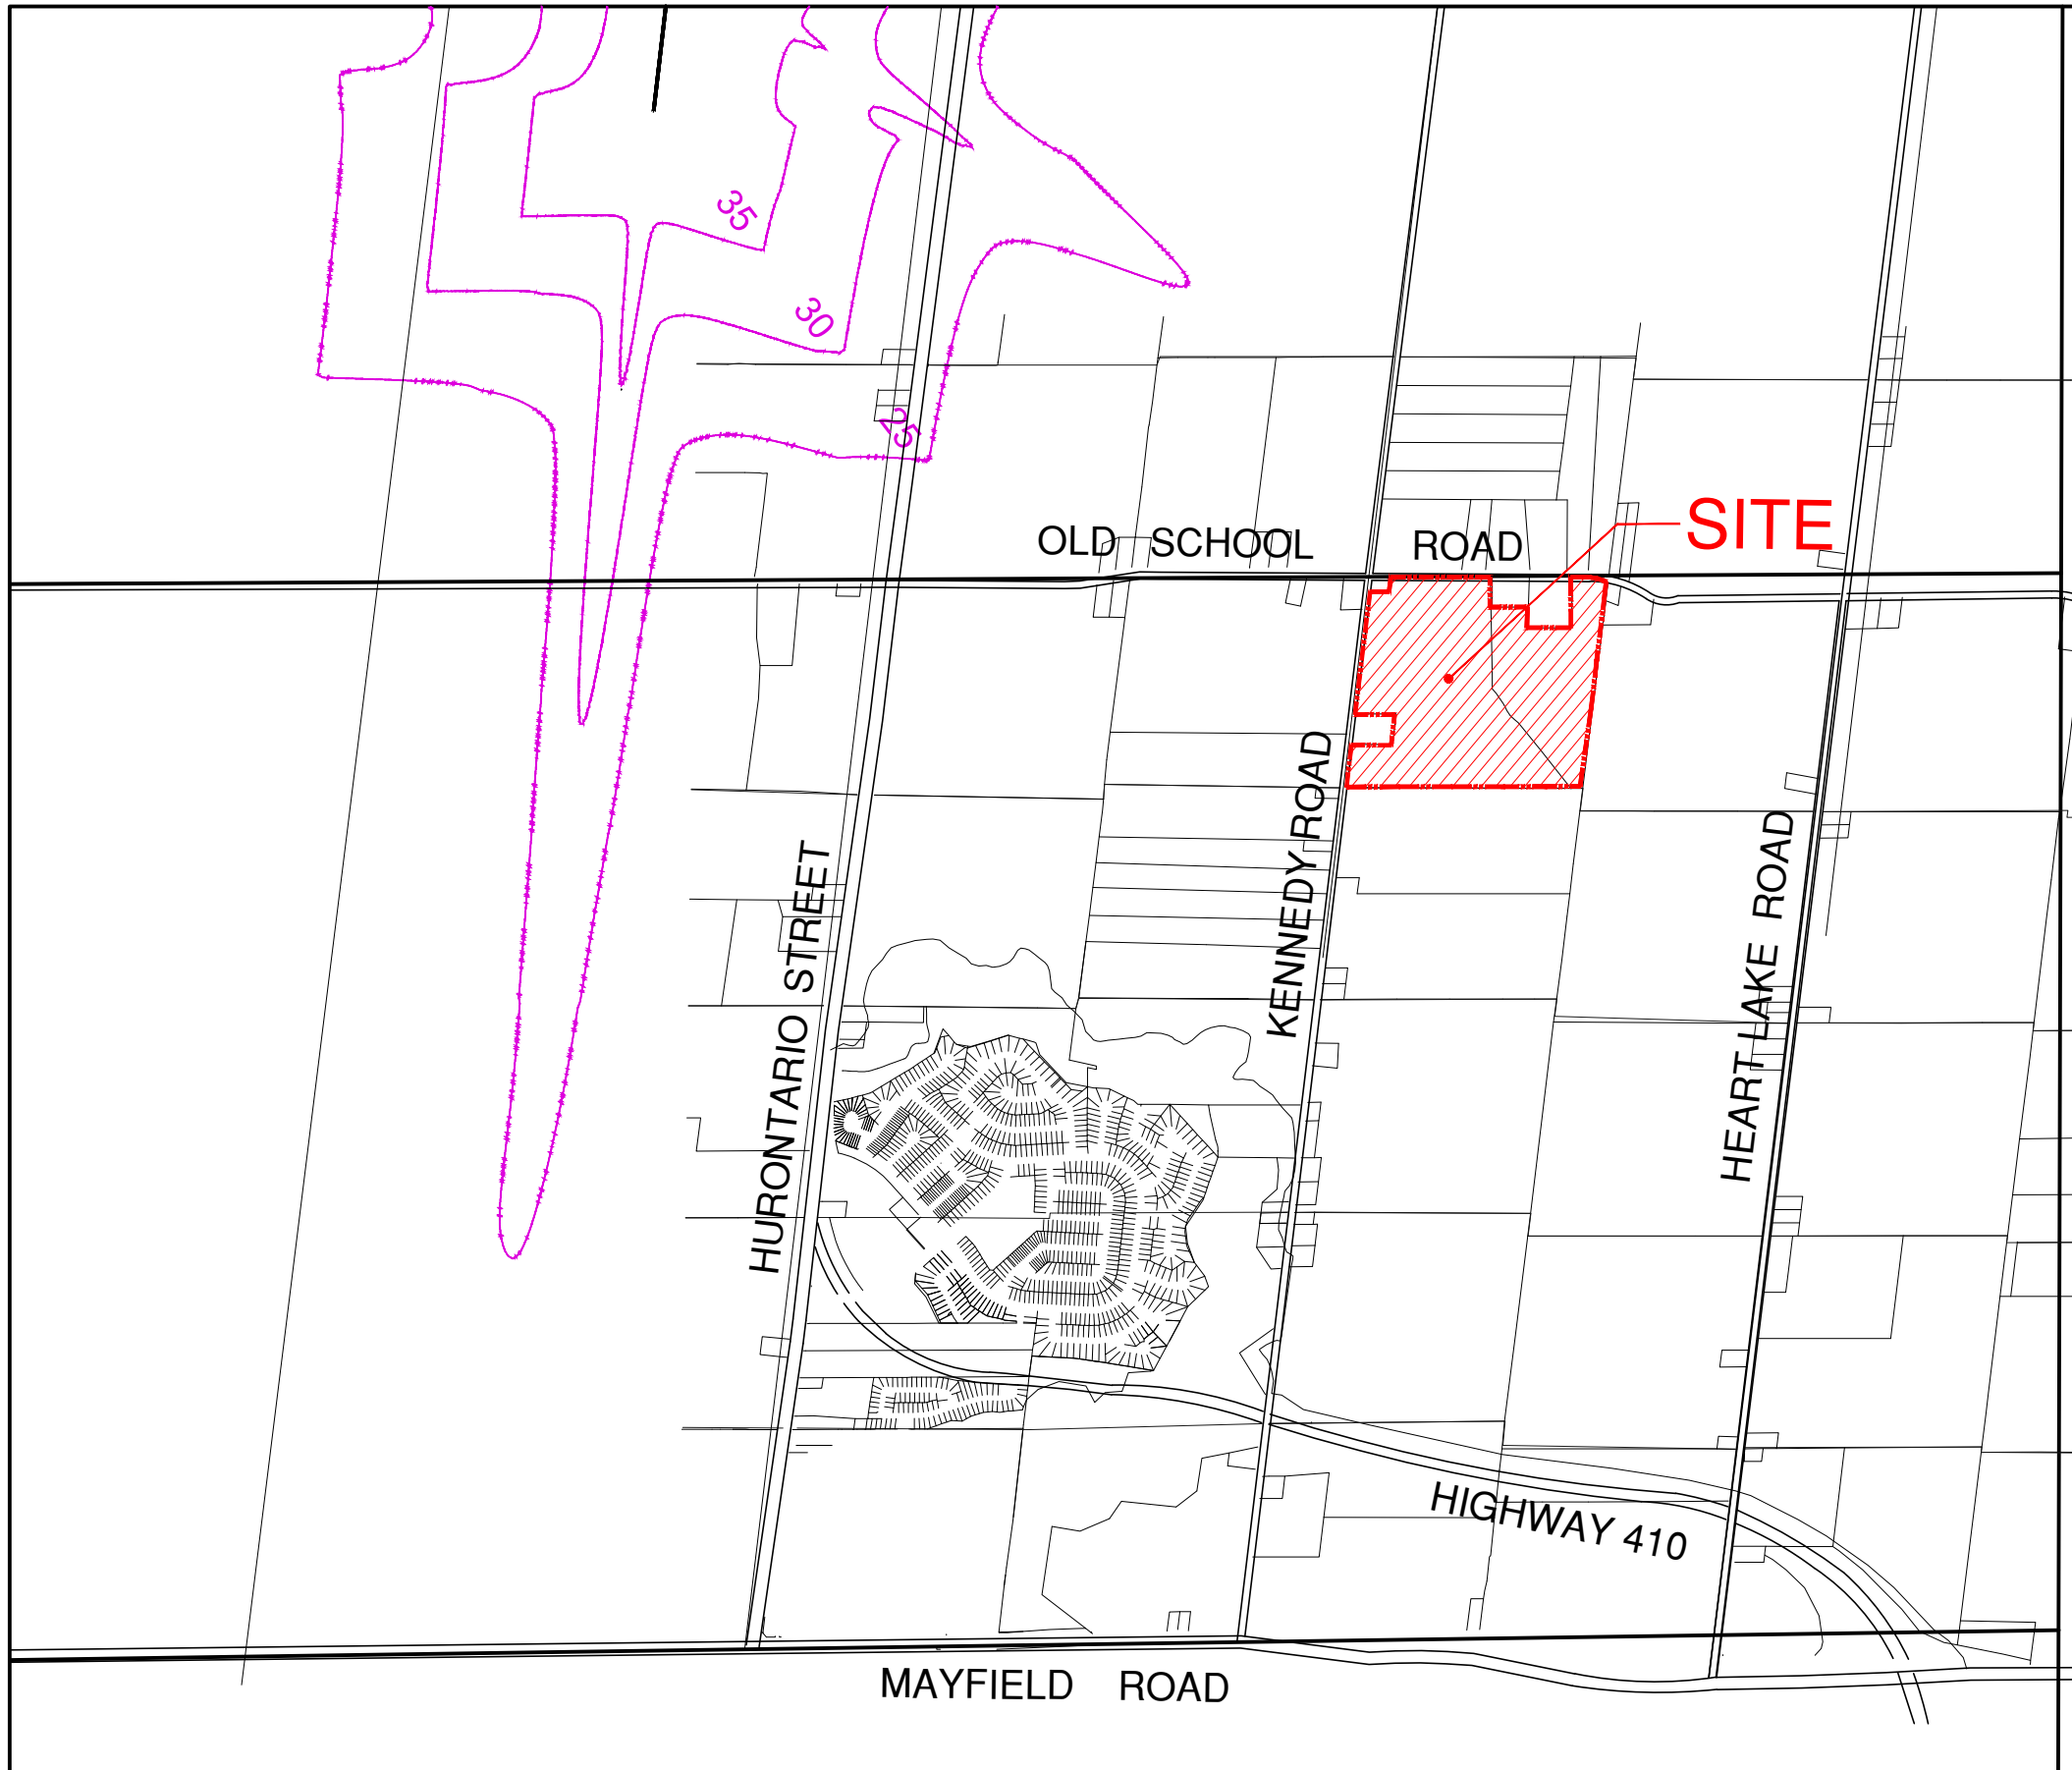 35
30
25
SITE
OLD SCHOOL ROAD
KENNEDY ROAD
HURONTARIO STREET
HEART LAKE ROAD
HIGHWAY 410
MAYFIELD ROAD